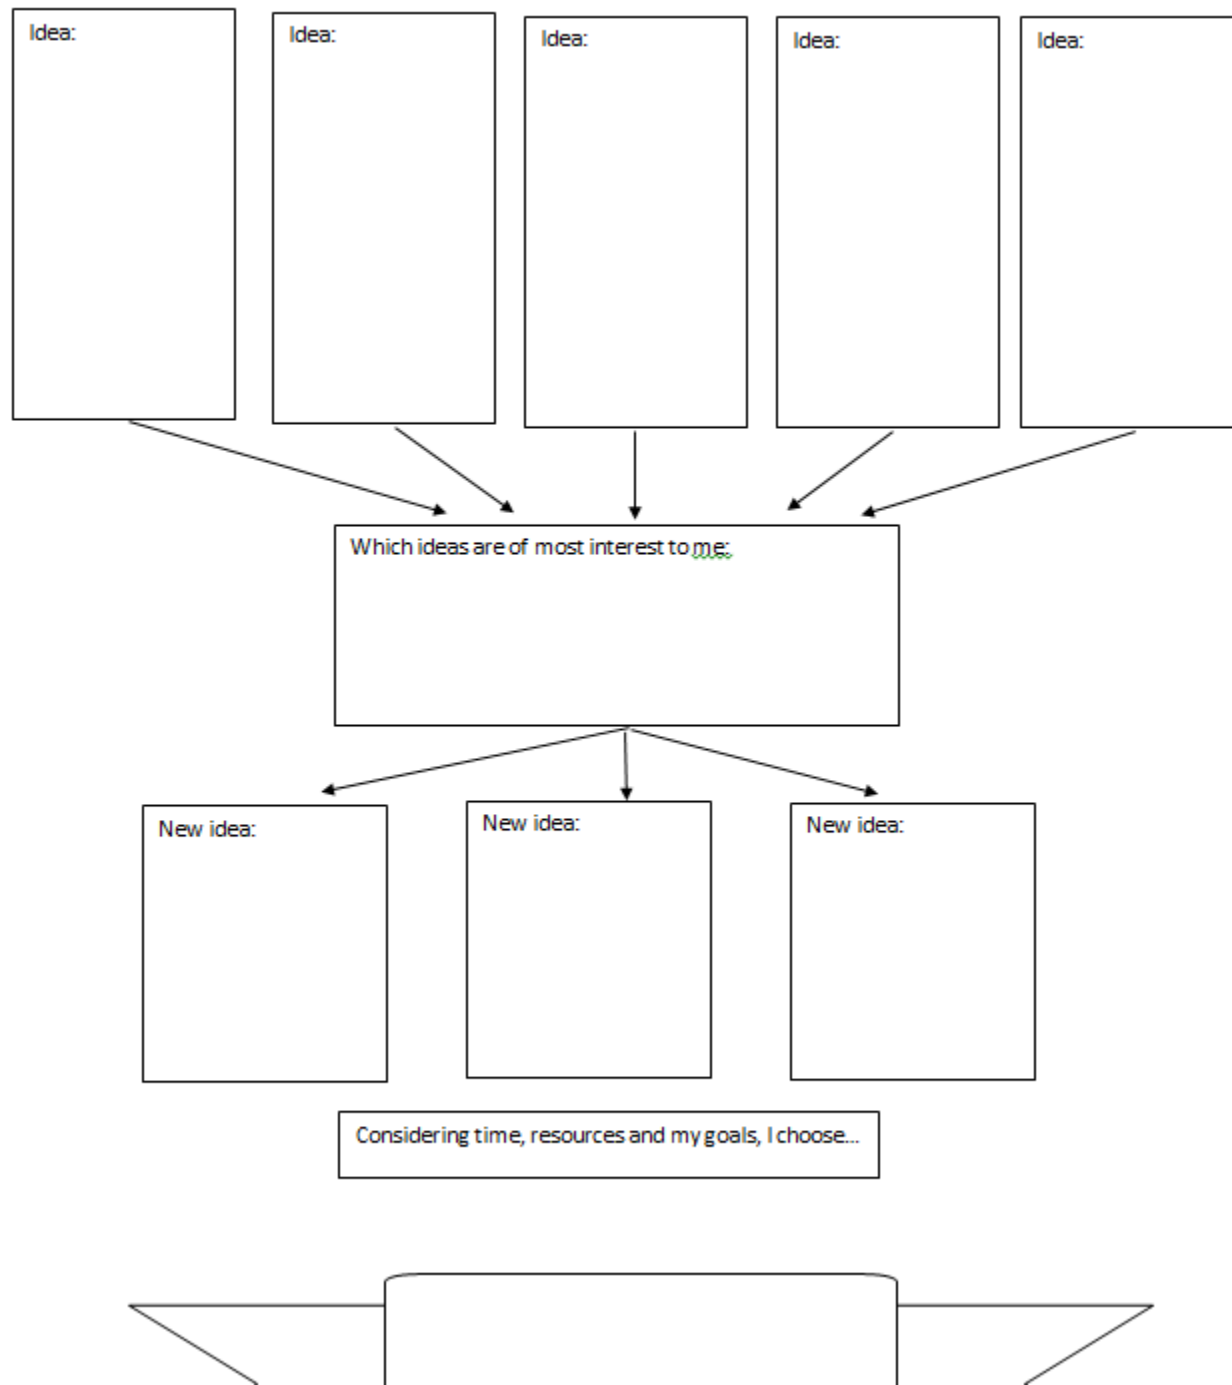 Idea:
Idea:
Idea:
Idea:
Idea:
Which ideas are of most interest to me:
New idea:
New idea:
New idea:
Considering time, resources and my goals, I choose...